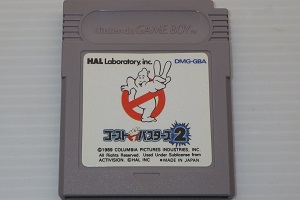 Nintendo GAME BOY™
HAL Laboratory, inc. DMG-GBA
ゴーストバスターズ2
©1989 COLUMBIA PICTURES INDUSTRIES, INC.
All Rights Reserved. Used Under Sublicense from
ACTIVISION. ©HAL INC ★MADE IN JAPAN